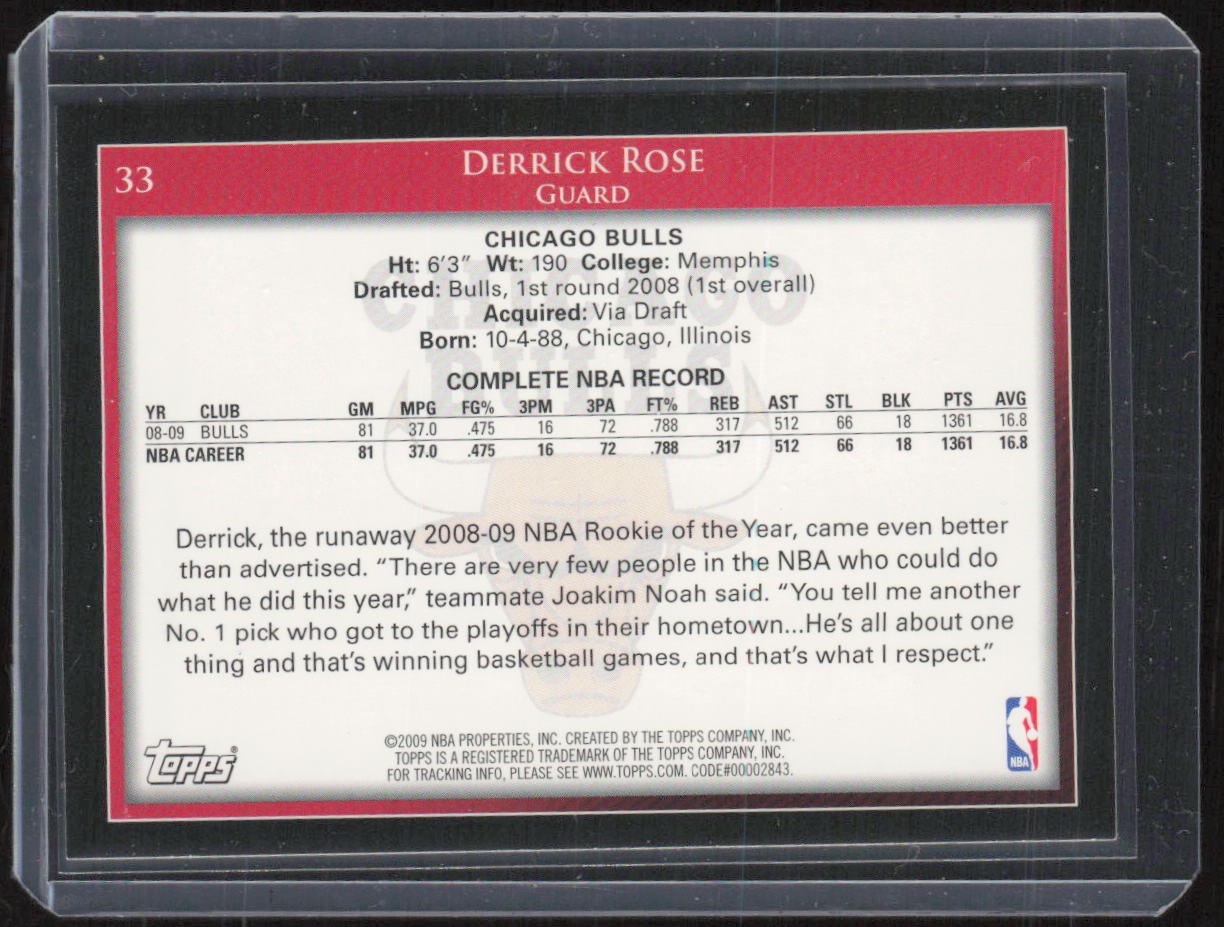 33
DERRICK ROSE
GUARD
CHICAGO BULLS
CHICAGO BULLS
Ht: 6'3" Wt: 190 College: Memphis
Drafted: Bulls, 1st round 2008 (1st overall)
Acquired: Via Draft
Born: 10-4-88, Chicago, Illinois
COMPLETE NBA RECORD
YR CLUB GM MPG FG% 3PM 3PA FT% REB AST STL BLK PTS AVG
08-09 BULLS 81 37.0 .475 16 72 .788 317 512 66 18 1361 16.8
NBA CAREER 81 37.0 .475 16 72 .788 317 512 66 18 1361 16.8
Derrick, the runaway 2008-09 NBA Rookie of the Year, came even better
than advertised. “There are very few people in the NBA who could do
what he did this year,” teammate Joakim Noah said. “You tell me another
No. 1 pick who got to the playoffs in their hometown...He's all about one
thing and that's winning basketball games, and that's what I respect.”
topps®
©2009 NBA PROPERTIES, INC. CREATED BY THE TOPPS COMPANY, INC.
TOPPS IS A REGISTERED TRADEMARK OF THE TOPPS COMPANY, INC.
FOR TRACKING INFO, PLEASE SEE WWW.TOPPS.COM. CODE#00002843.
NBA